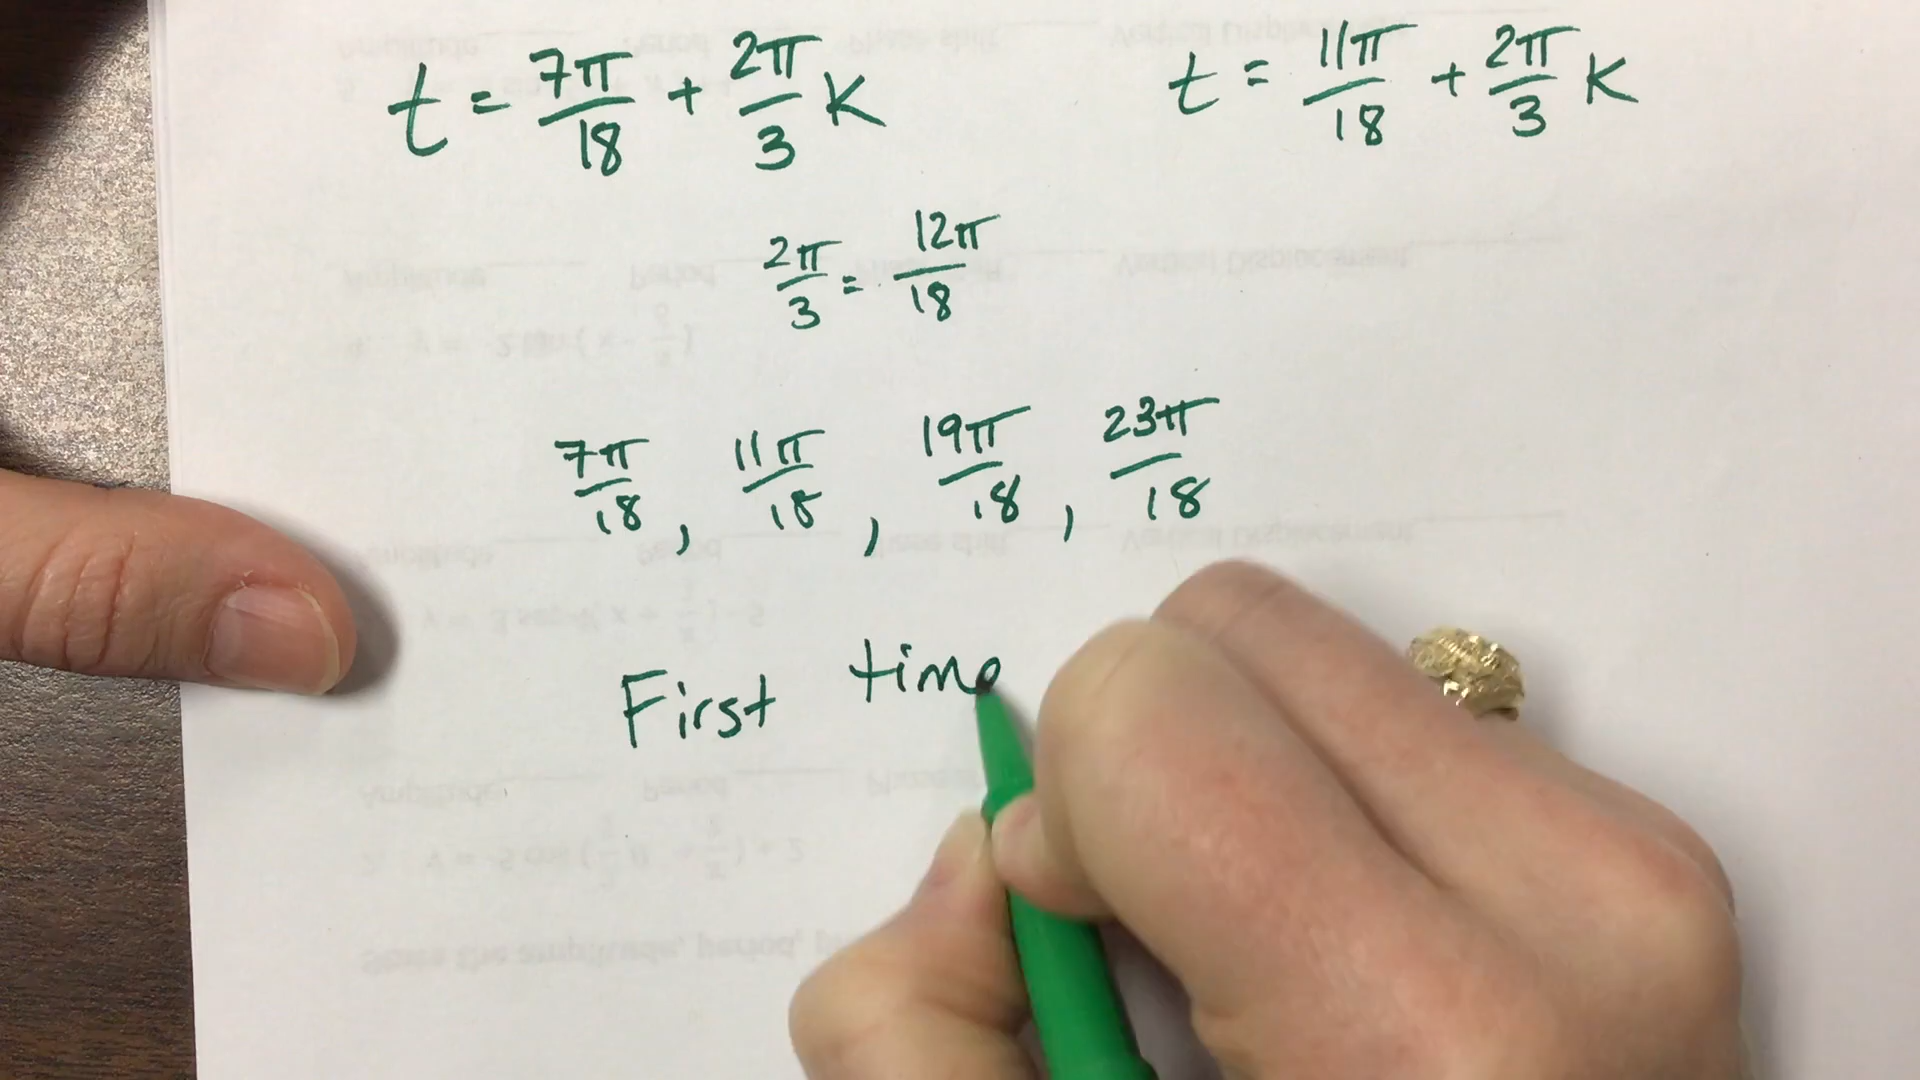 t = 7π/18 + 2π/3 K t = 11π/18 + 2π/3 K
2π/3 = 12π/18
7π/18 , 11π/18 , 19π/18 , 23π/18
First time